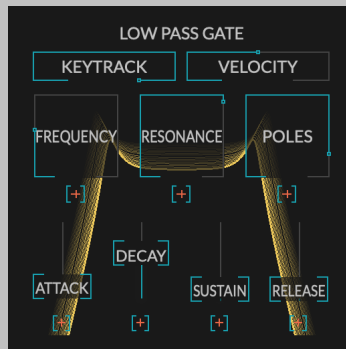 LOW PASS GATE
KEYTRACK VELOCITY
FREQUENCY RESONANCE POLES
[+] [+] [+]
DECAY
ATTACK SUSTAIN RELEASE
[+] [+] [+] [+]